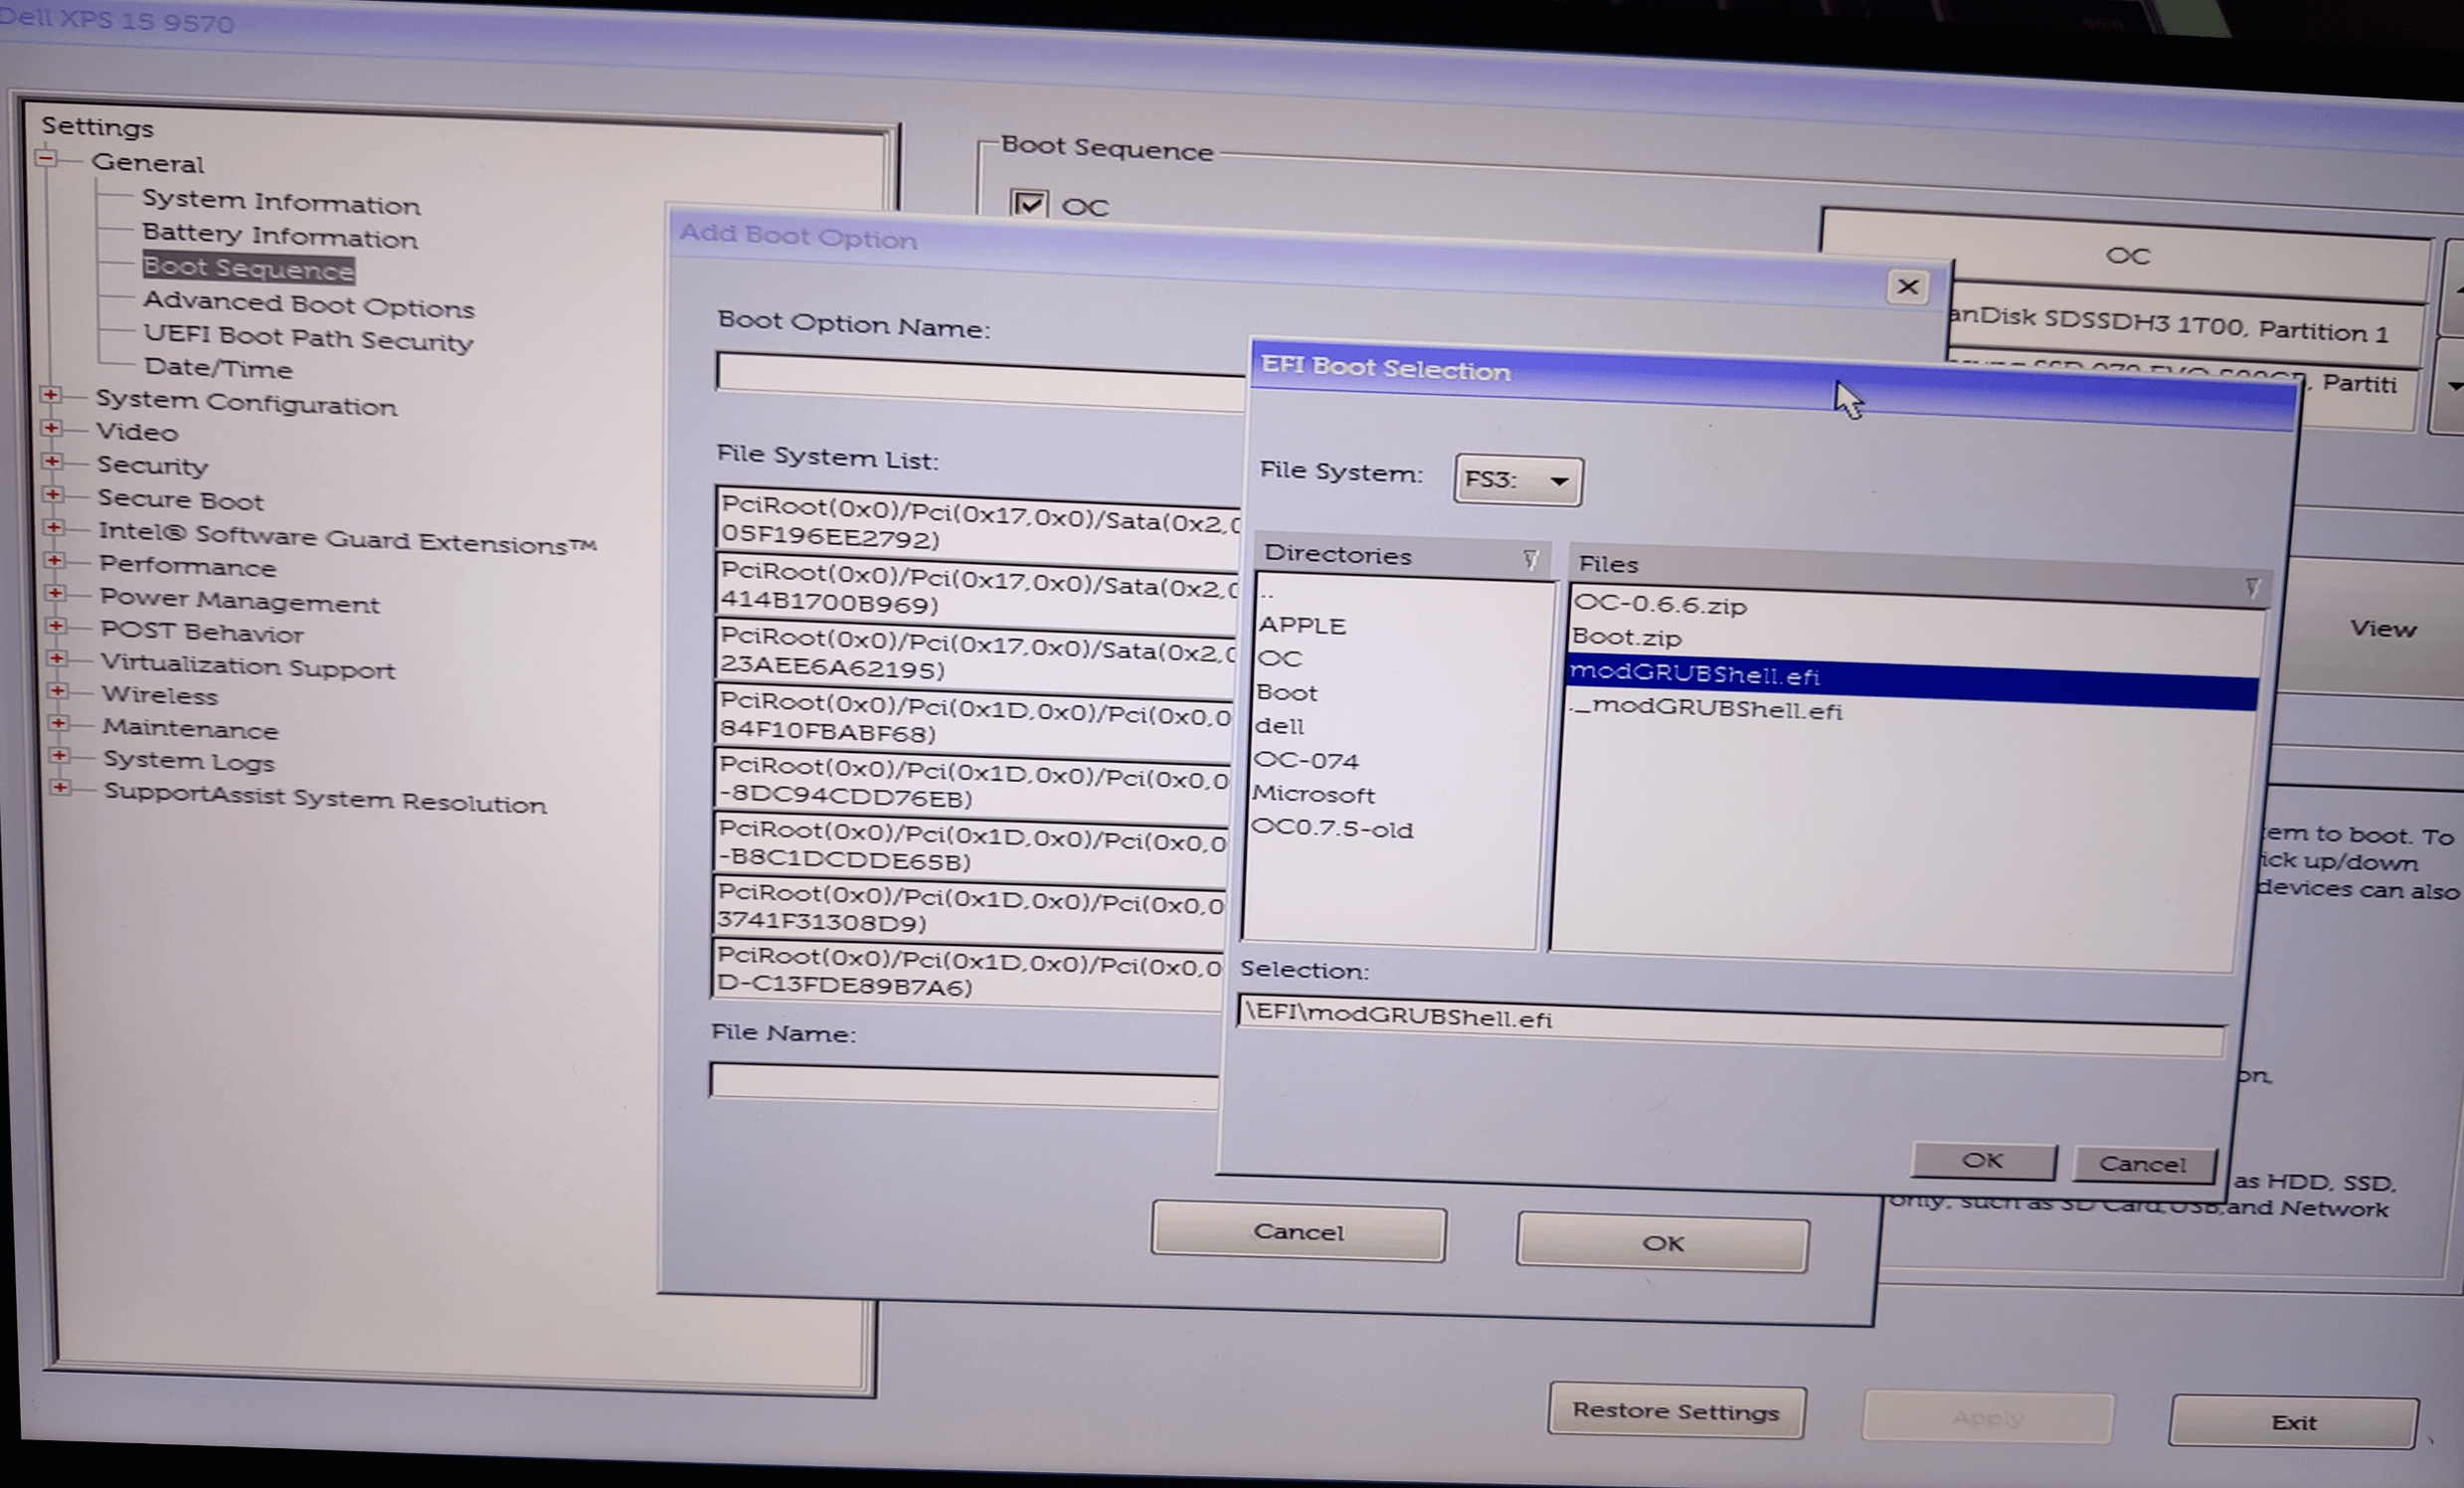 Dell XPS 15 9570
Settings
General
System Information
Battery Information
Boot Sequence
Advanced Boot Options
UEFI Boot Path Security
Date/Time
System Configuration
Video
Security
Secure Boot
Intel® Software Guard Extensions™
Performance
Power Management
POST Behavior
Virtualization Support
Wireless
Maintenance
System Logs
SupportAssist System Resolution
Boot Sequence
OC
OC
anDisk SDSSDH3 1T00, Partition 1
SSD 970 EVO 500GB, Partiti
View
em to boot. To
ick up/down
devices can also
on,
as HDD, SSD,
only, such as SD Card,USB,and Network
Add Boot Option
Boot Option Name:
File System List:
PciRoot(0x0)/Pci(0x17,0x0)/Sata(0x2,0
05F196EE2792)
PciRoot(0x0)/Pci(0x17,0x0)/Sata(0x2,0
414B1700B969)
PciRoot(0x0)/Pci(0x17,0x0)/Sata(0x2,0
23AEE6A62195)
PciRoot(0x0)/Pci(0x1D,0x0)/Pci(0x0,0
84F10FBABF68)
PciRoot(0x0)/Pci(0x1D,0x0)/Pci(0x0,0
-8DC94CDD76EB)
PciRoot(0x0)/Pci(0x1D,0x0)/Pci(0x0,0
-B8C1DCDDE65B)
PciRoot(0x0)/Pci(0x1D,0x0)/Pci(0x0,0
3741F31308D9)
PciRoot(0x0)/Pci(0x1D,0x0)/Pci(0x0,0
D-C13FDE89B7A6)
File Name:
Cancel
OK
EFI Boot Selection
File System:
FS3:
Directories
..
APPLE
OC
Boot
dell
OC-074
Microsoft
OC0.7.5-old
Files
OC-0.6.6.zip
Boot.zip
modGRUBShell.efi
._modGRUBShell.efi
Selection:
\EFI\modGRUBShell.efi
OK
Cancel
Restore Settings
Apply
Exit